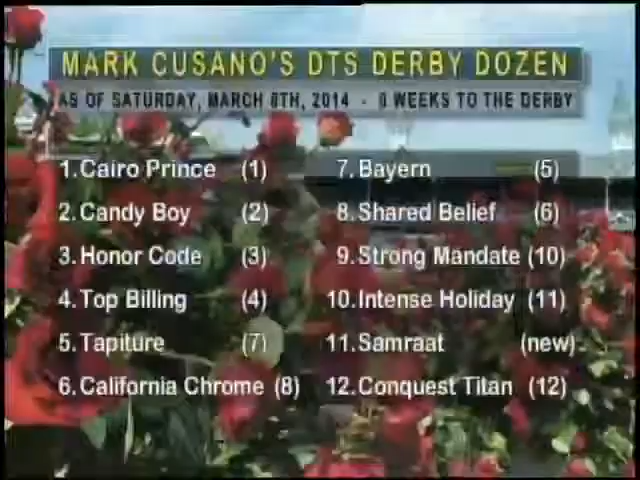 MARK CUSANO'S DTS DERBY DOZEN
AS OF SATURDAY, MARCH 8TH, 2014 - 8 WEEKS TO THE DERBY
1. Cairo Prince (1)
2. Candy Boy (2)
3. Honor Code (3)
4. Top Billing (4)
5. Tapiture (7)
6. California Chrome (8)
7. Bayern (5)
8. Shared Belief (6)
9. Strong Mandate (10)
10. Intense Holiday (11)
11. Samraat (new)
12. Conquest Titan (12)